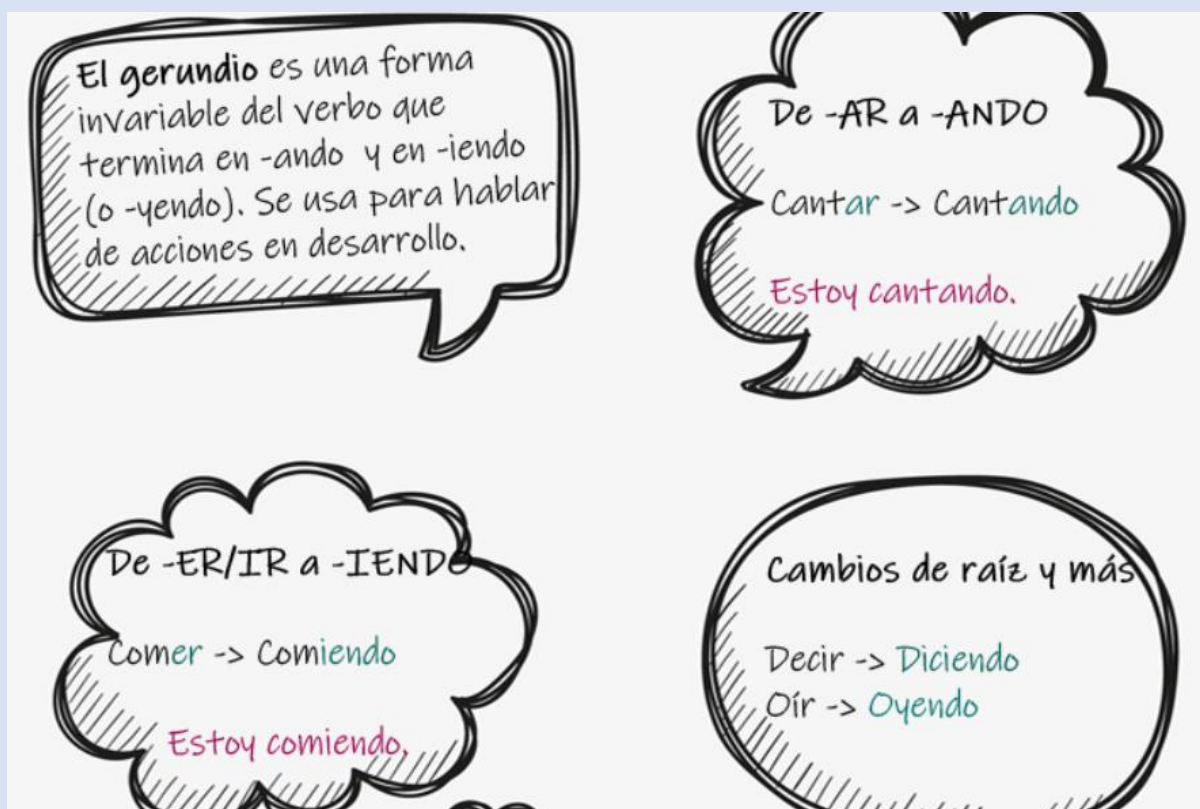 El gerundio es una forma
invariable del verbo que
termina en -ando y en -iendo
(o -yendo). Se usa para hablar
de acciones en desarrollo.
De -AR a -ANDO
Cantar -> Cantando
Estoy cantando.
De -ER/IR a -IENDO
Comer -> Comiendo
Estoy comiendo.
Cambios de raíz y más
Decir -> Diciendo
Oír -> Oyendo